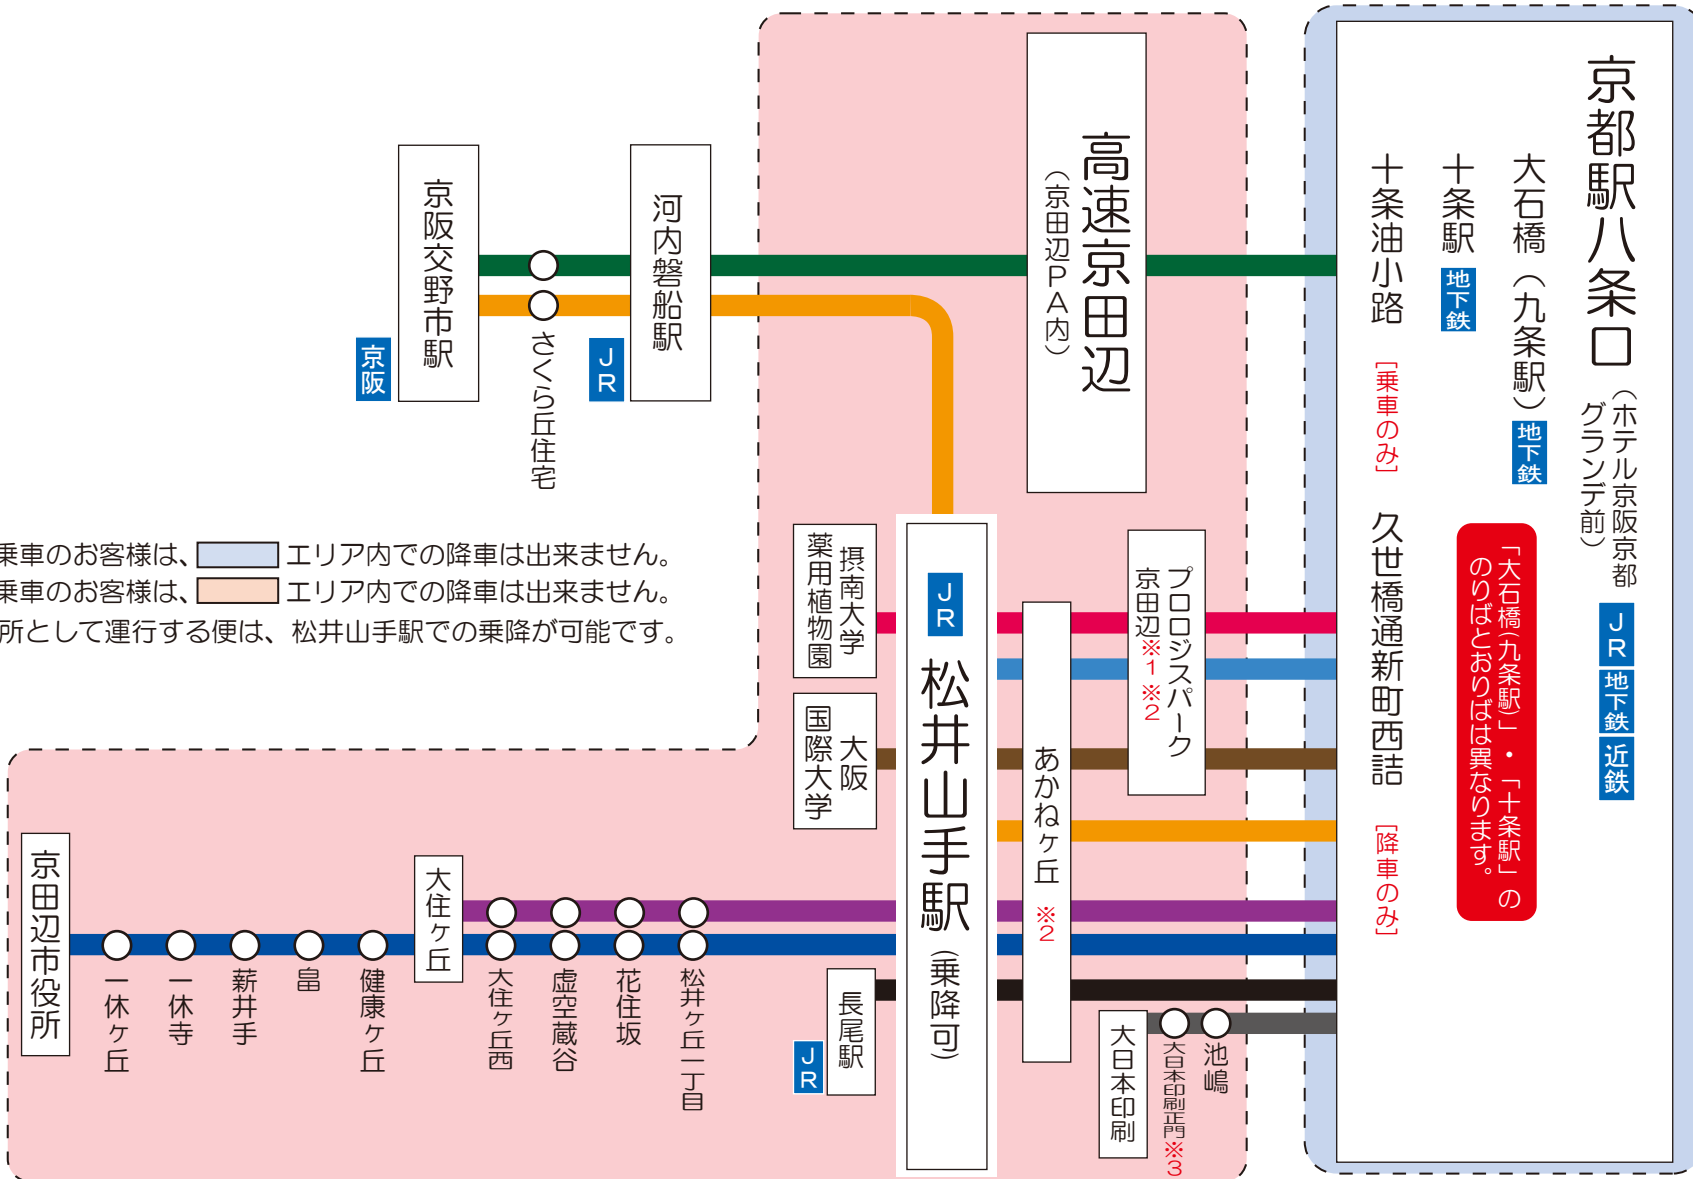 京都駅八条口
（ホテル京阪京都
グランデ前）
JR
地下鉄
近鉄
大石橋（九条駅）
地下鉄
「大石橋（九条駅）」・「十条駅」の
のりばとおりばは異なります。
十条駅
地下鉄
十条油小路
［乗車のみ］
久世橋通新町西詰
［降車のみ］
高速京田辺
（京田辺PA内）
プロロジスパーク
京田辺※1 ※2
あかねヶ丘 ※2
池嶋
大日本印刷正門※3
大日本印刷
JR
松井山手駅
（乗降可）
摂南大学
薬用植物園
大阪
国際大学
長尾駅
JR
河内磐船駅
JR
さくら丘住宅
京阪交野市駅
京阪
乗車のお客様は、エリア内での降車は出来ません。
乗車のお客様は、エリア内での降車は出来ません。
所として運行する便は、松井山手駅での乗降が可能です。
松井ヶ丘一丁目
花住坂
虚空蔵谷
大住ヶ丘西
大住ヶ丘
健康ヶ丘
畠
薪井手
一休寺
一休ヶ丘
京田辺市役所